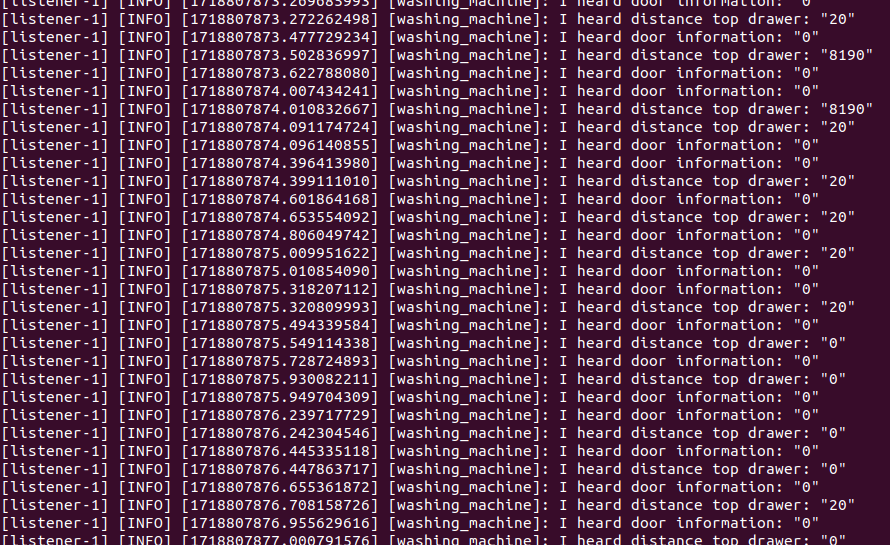 [listener-1] [INFO] [1718807873.269683993] [washing_machine]: I heard door information: "0"
[listener-1] [INFO] [1718807873.272262498] [washing_machine]: I heard distance top drawer: "20"
[listener-1] [INFO] [1718807873.477729234] [washing_machine]: I heard door information: "0"
[listener-1] [INFO] [1718807873.502836997] [washing_machine]: I heard distance top drawer: "8190"
[listener-1] [INFO] [1718807873.622788080] [washing_machine]: I heard door information: "0"
[listener-1] [INFO] [1718807874.007434241] [washing_machine]: I heard door information: "0"
[listener-1] [INFO] [1718807874.010832667] [washing_machine]: I heard distance top drawer: "8190"
[listener-1] [INFO] [1718807874.091174724] [washing_machine]: I heard distance top drawer: "20"
[listener-1] [INFO] [1718807874.096140855] [washing_machine]: I heard door information: "0"
[listener-1] [INFO] [1718807874.396413980] [washing_machine]: I heard door information: "0"
[listener-1] [INFO] [1718807874.399111010] [washing_machine]: I heard distance top drawer: "20"
[listener-1] [INFO] [1718807874.601864168] [washing_machine]: I heard door information: "0"
[listener-1] [INFO] [1718807874.653554092] [washing_machine]: I heard distance top drawer: "20"
[listener-1] [INFO] [1718807874.806049742] [washing_machine]: I heard door information: "0"
[listener-1] [INFO] [1718807875.009951622] [washing_machine]: I heard distance top drawer: "20"
[listener-1] [INFO] [1718807875.010854090] [washing_machine]: I heard door information: "0"
[listener-1] [INFO] [1718807875.318207112] [washing_machine]: I heard door information: "0"
[listener-1] [INFO] [1718807875.320809993] [washing_machine]: I heard distance top drawer: "20"
[listener-1] [INFO] [1718807875.494339584] [washing_machine]: I heard door information: "0"
[listener-1] [INFO] [1718807875.549114338] [washing_machine]: I heard distance top drawer: "0"
[listener-1] [INFO] [1718807875.728724893] [washing_machine]: I heard door information: "0"
[listener-1] [INFO] [1718807875.930082211] [washing_machine]: I heard distance top drawer: "0"
[listener-1] [INFO] [1718807875.949704309] [washing_machine]: I heard door information: "0"
[listener-1] [INFO] [1718807876.239717729] [washing_machine]: I heard door information: "0"
[listener-1] [INFO] [1718807876.242304546] [washing_machine]: I heard distance top drawer: "0"
[listener-1] [INFO] [1718807876.445335118] [washing_machine]: I heard door information: "0"
[listener-1] [INFO] [1718807876.447863717] [washing_machine]: I heard distance top drawer: "0"
[listener-1] [INFO] [1718807876.655361872] [washing_machine]: I heard door information: "0"
[listener-1] [INFO] [1718807876.708158726] [washing_machine]: I heard distance top drawer: "20"
[listener-1] [INFO] [1718807876.955629616] [washing_machine]: I heard door information: "0"
[listener-1] [INFO] [1718807877.000791576] [washing_machine]: I heard distance top drawer: "0"